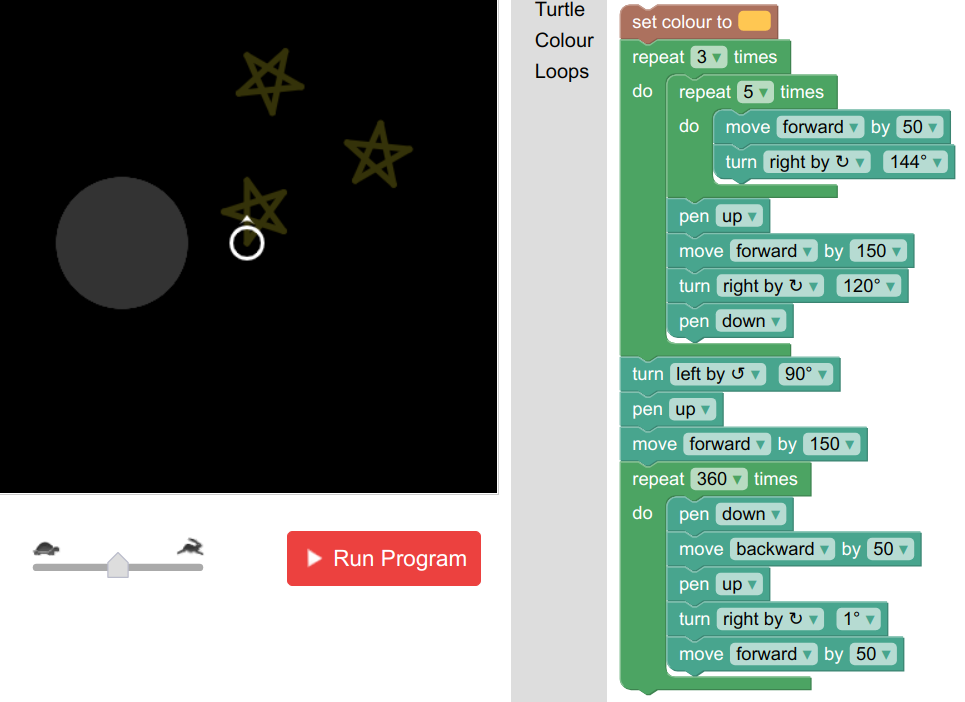 Turtle
Colour
Loops
Run Program
set colour to
repeat 3 ▾ times
do repeat 5 ▾ times
do move forward ▾ by 50 ▾
turn right by ↻ ▾ 144° ▾
pen up ▾
move forward ▾ by 150 ▾
turn right by ↻ ▾ 120° ▾
pen down ▾
turn left by ↺ ▾ 90° ▾
pen up ▾
move forward ▾ by 150 ▾
repeat 360 ▾ times
do pen down ▾
move backward ▾ by 50 ▾
pen up ▾
turn right by ↻ ▾ 1° ▾
move forward ▾ by 50 ▾